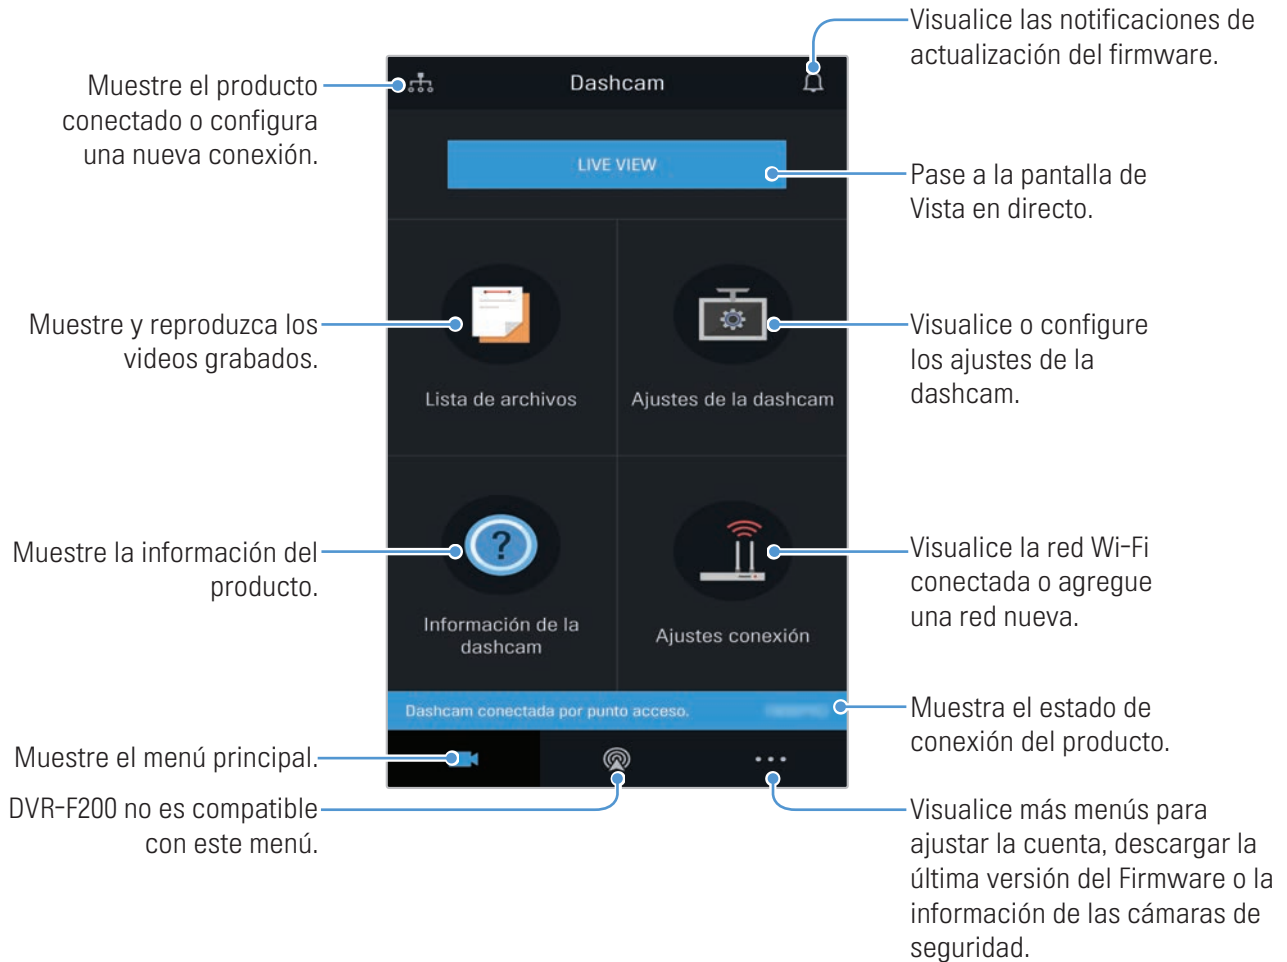 Visualice las notificaciones de
actualización del firmware.
Muestre el producto
conectado o configura
una nueva conexión.
Dashcam
LIVE VIEW
Pase a la pantalla de
Vista en directo.
Muestre y reproduzca los
videos grabados.
Lista de archivos
Ajustes de la dashcam
Visualice o configure
los ajustes de la
dashcam.
Muestre la información del
producto.
?
Información de la
dashcam
Ajustes conexión
Visualice la red Wi-Fi
conectada o agregue
una red nueva.
Dashcam conectada por punto acceso.
Muestra el estado de
conexión del producto.
Muestre el menú principal.
DVR-F200 no es compatible
con este menú.
Visualice más menús para
ajustar la cuenta, descargar la
última versión del Firmware o la
información de las cámaras de
seguridad.